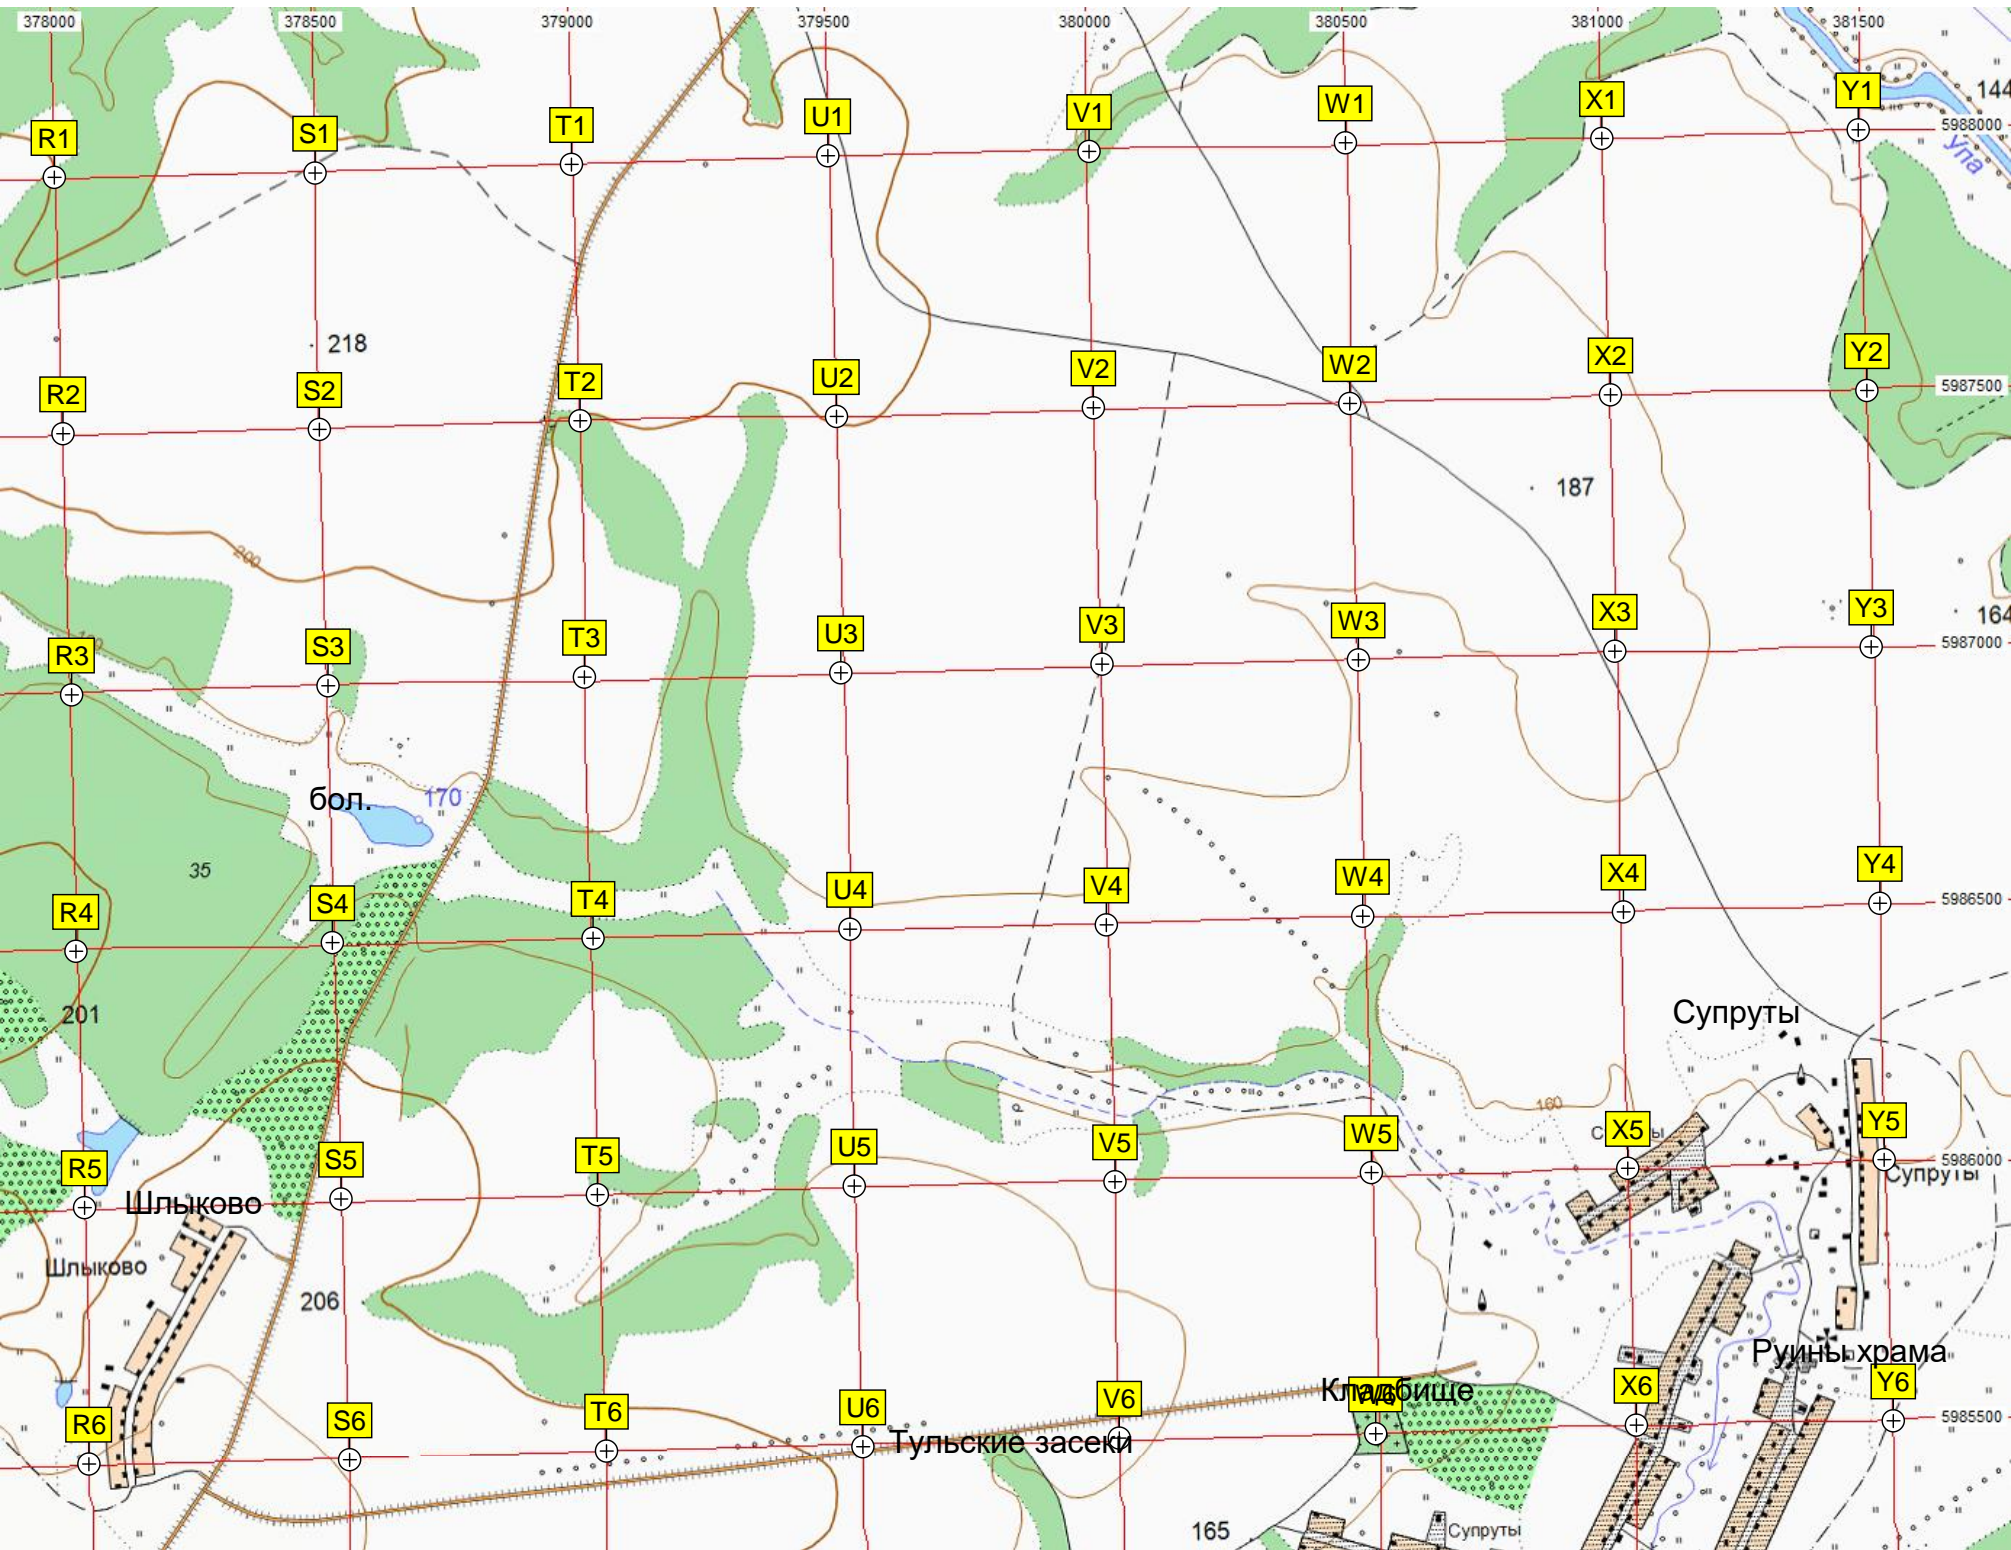 378000 378500 379000 379500 380000 380500 381000 381500
144
R1 S1 T1 U1 V1 W1 X1 Y1
5988000
Упа
218
R2 S2 T2 U2 V2 W2 X2 Y2
5987500
187
200
164
R3 S3 T3 U3 V3 W3 X3 Y3
5987000
бол. 170
35
R4 S4 T4 U4 V4 W4 X4 Y4
5986500
201
Супруты
160
R5 S5 T5 U5 V5 W5 X5 Y5
5986000
Супруты
Шлыково
Шлыково
206
Руины храма
Кладбище
R6 S6 T6 U6 V6 W6 X6 Y6
5985500
Тульские засеки
165
Супруты